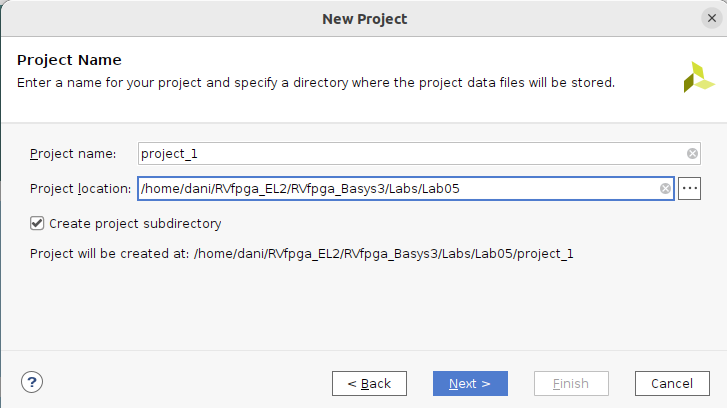 New Project
Project Name
Enter a name for your project and specify a directory where the project data files will be stored.
Project name: project_1
Project location: /home/dani/RVfpga_EL2/RVfpga_Basys3/Labs/Lab05
Create project subdirectory
Project will be created at: /home/dani/RVfpga_EL2/RVfpga_Basys3/Labs/Lab05/project_1
? < Back Next > Finish Cancel